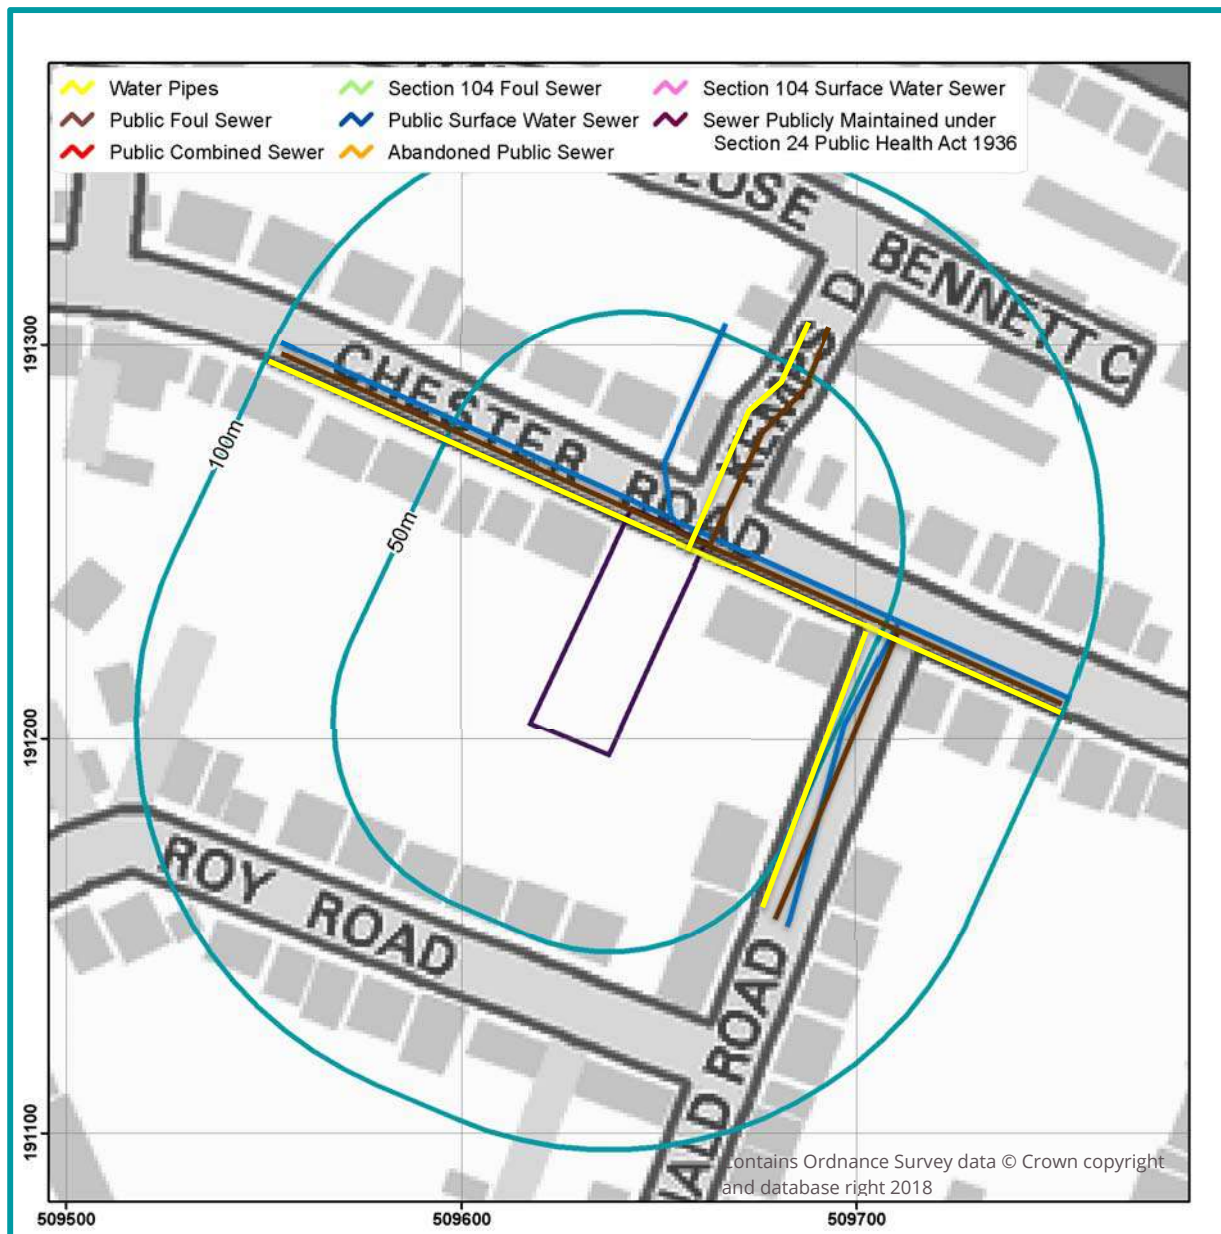 Water Pipes
Section 104 Foul Sewer
Section 104 Surface Water Sewer
Public Foul Sewer
Public Surface Water Sewer
Sewer Publicly Maintained under
Section 24 Public Health Act 1936
Public Combined Sewer
Abandoned Public Sewer
BENNETT C
191300
CHESTER ROAD
100m
50m
191200
ROY ROAD
ROAD
191100
ontains Ordnance Survey data © Crown copyright
and database right 2018
509500
509600
509700